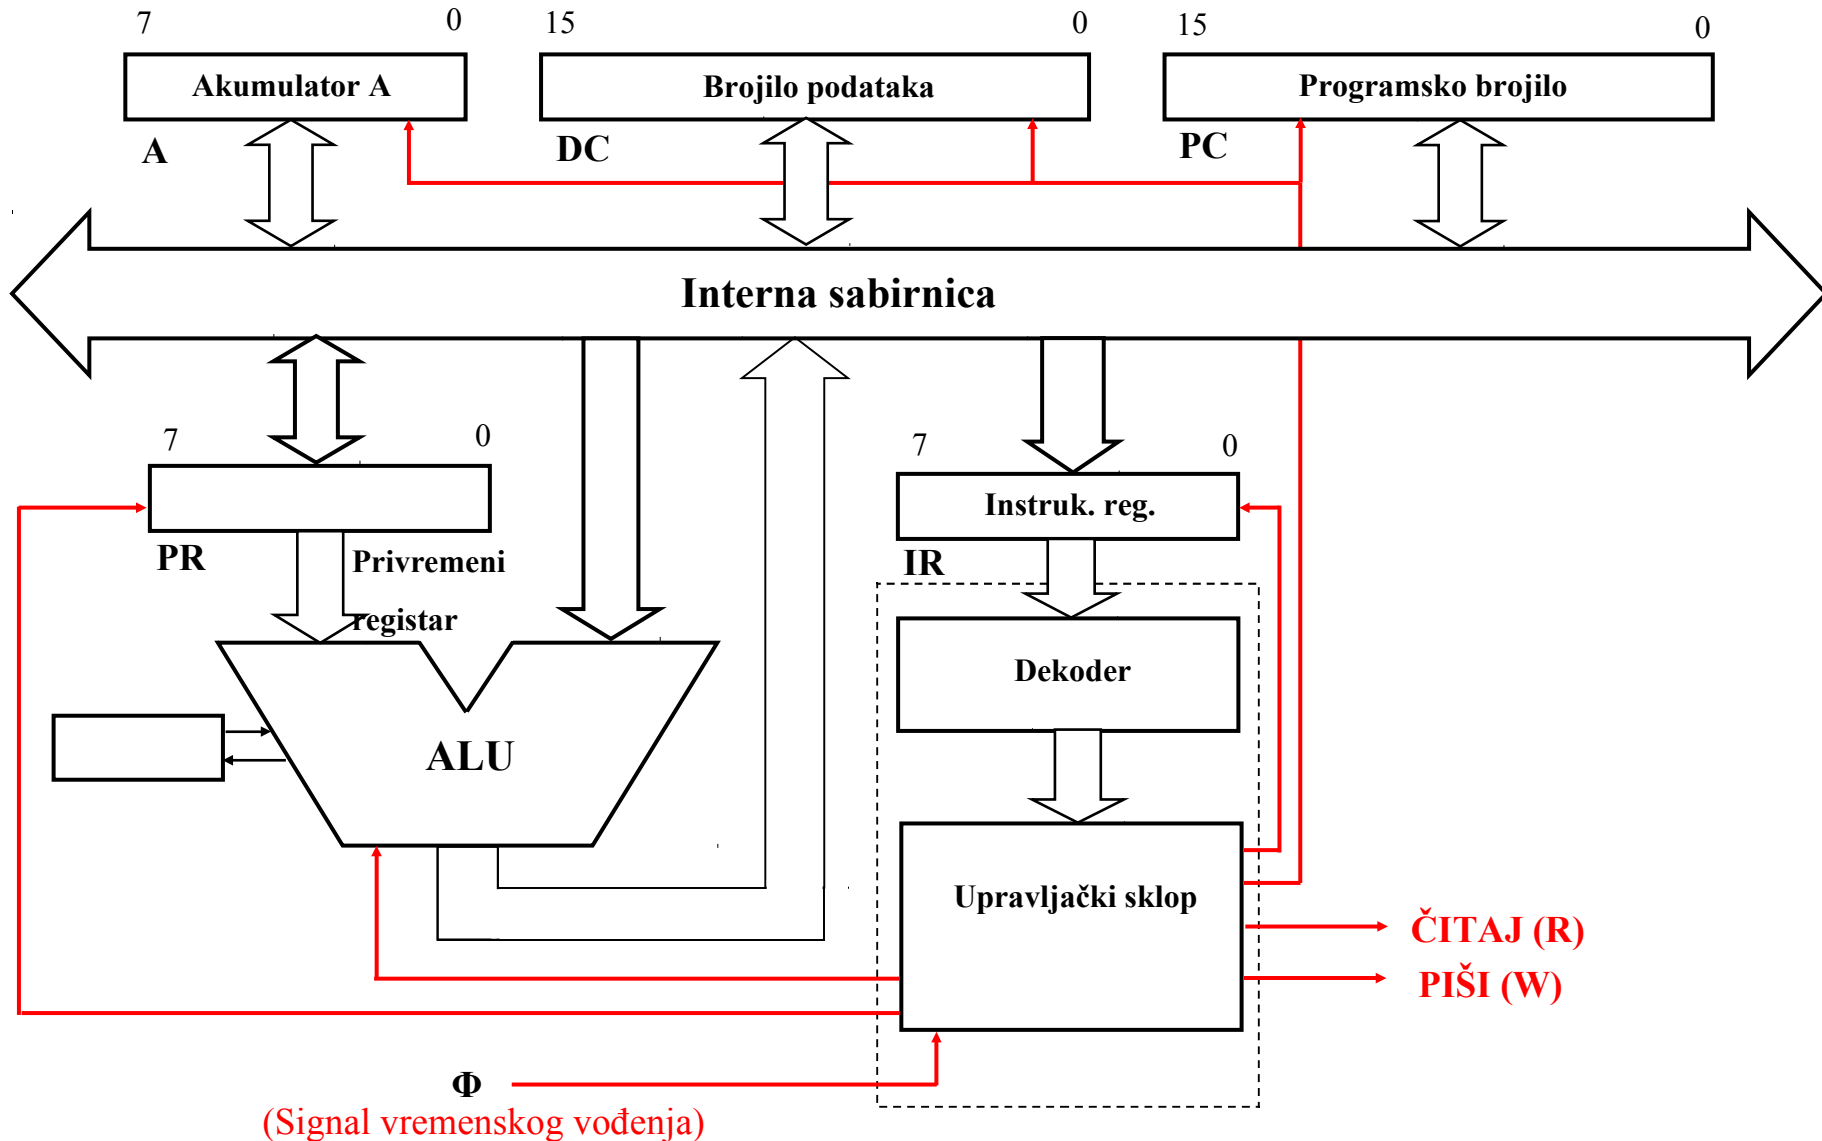 7 0 15 0 15 0
Akumulator A Brojilo podataka Programsko brojilo
A DC PC
Interna sabirnica
7 0 7 0
Instruk. reg.
PR Privremeni IR
registar
Dekoder
ALU
Upravljački sklop
ČITAJ (R)
PIŠI (W)
Φ
(Signal vremenskog vođenja)